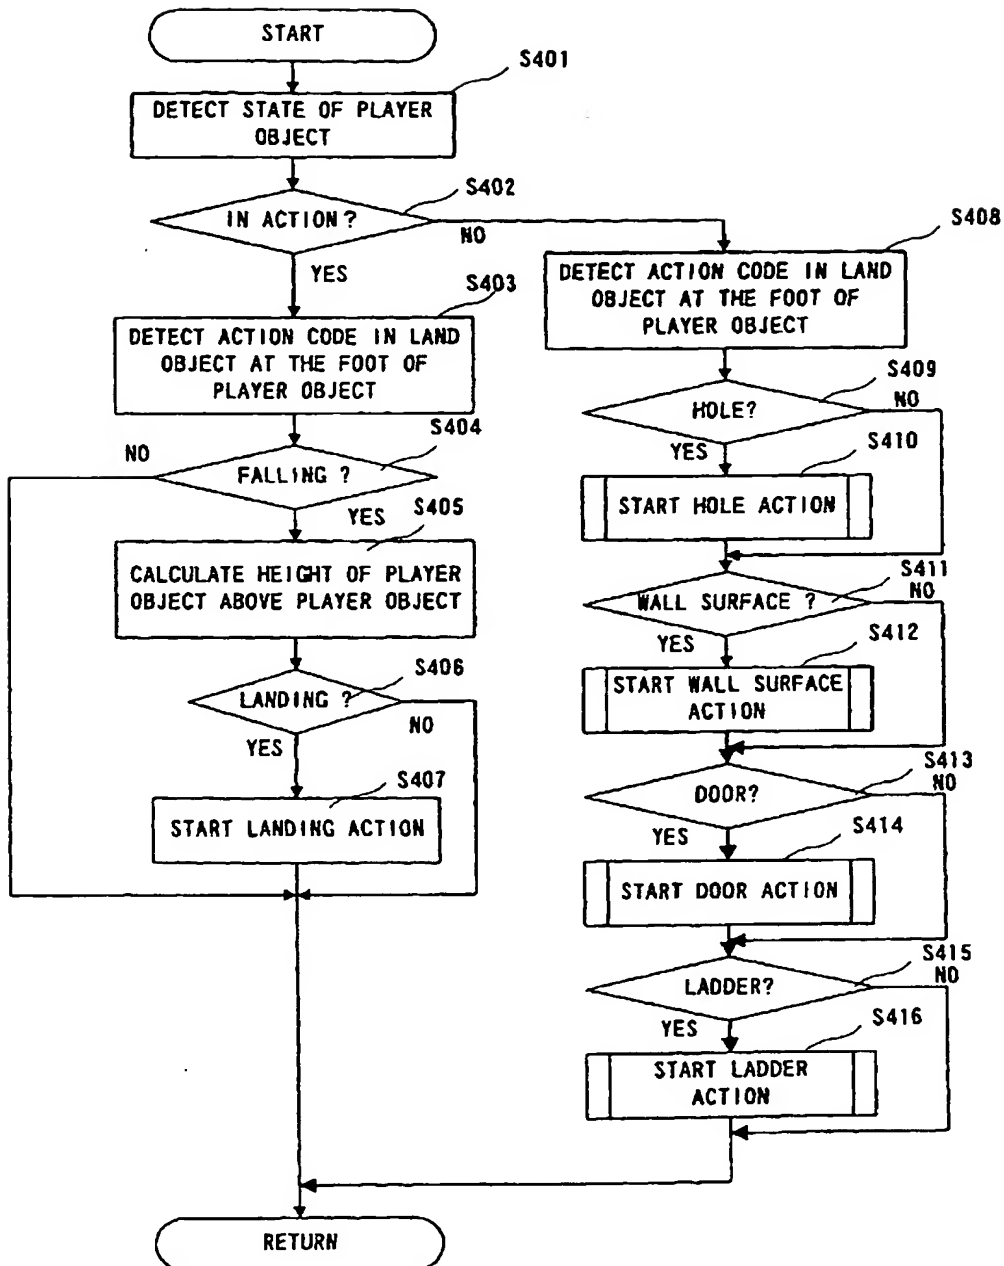 START
S401
DETECT STATE OF PLAYER
OBJECT
S402
IN ACTION ?
NO
YES
S403
DETECT ACTION CODE IN LAND
OBJECT AT THE FOOT OF
PLAYER OBJECT
S404
NO
FALLING ?
YES
S405
CALCULATE HEIGHT OF PLAYER
OBJECT ABOVE PLAYER OBJECT
S406
LANDING ?
NO
YES
S407
START LANDING ACTION
S408
DETECT ACTION CODE IN LAND
OBJECT AT THE FOOT OF
PLAYER OBJECT
S409
HOLE?
NO
YES
S410
START HOLE ACTION
S411
WALL SURFACE ?
NO
YES
S412
START WALL SURFACE
ACTION
S413
DOOR?
NO
YES
S414
START DOOR ACTION
S415
LADDER?
NO
YES
S416
START LADDER
ACTION
RETURN